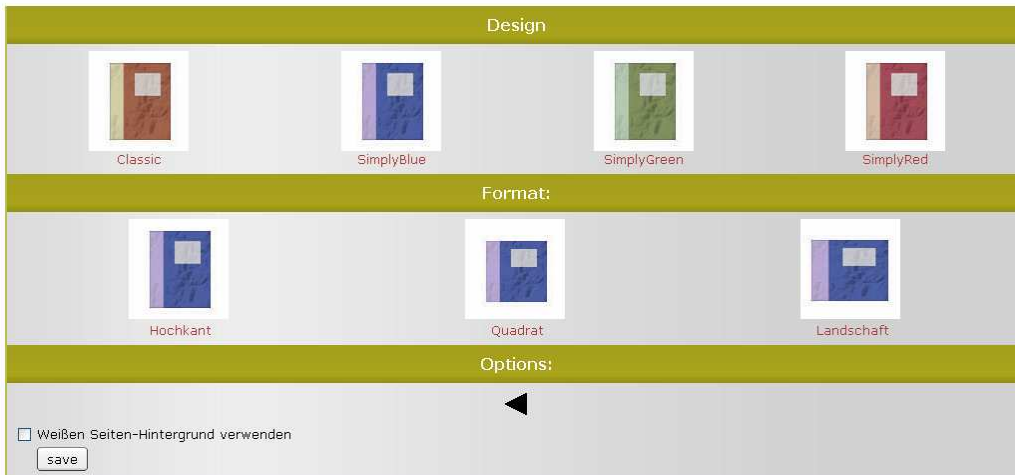 Design
Classic SimplyBlue SimplyGreen SimplyRed
Format:
Hochkant Quadrat Landschaft
Options:
Weißen Seiten-Hintergrund verwenden
save